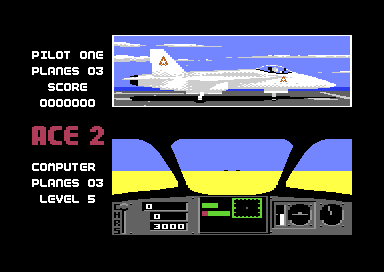 PILOT ONE
PLANES 03
SCORE
0000000
ACE 2
COMPUTER
PLANES 03
LEVEL 5
0
0
3000